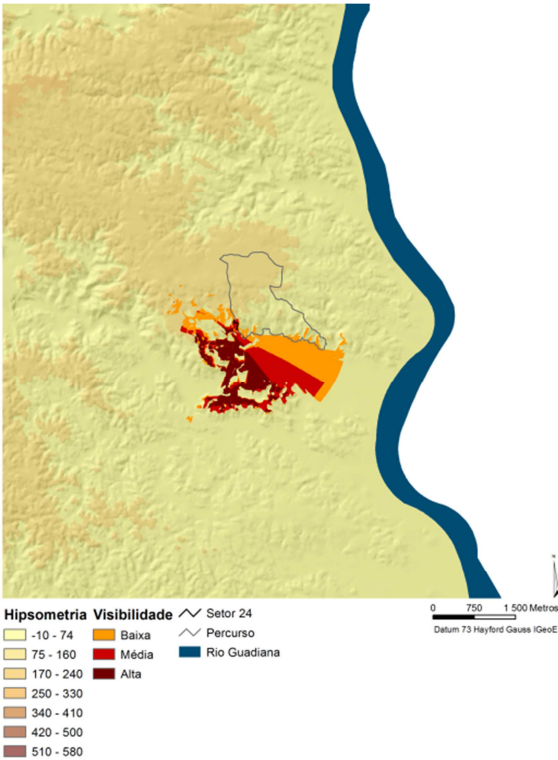 N
0 750 1 500 Metros
Datum 73 Hayford Gauss IGeoE
Hipsometria
-10 - 74
75 - 160
170 - 240
250 - 330
340 - 410
420 - 500
510 - 580
Visibilidade
Baixa
Média
Alta
Setor 24
Percurso
Rio Guadiana